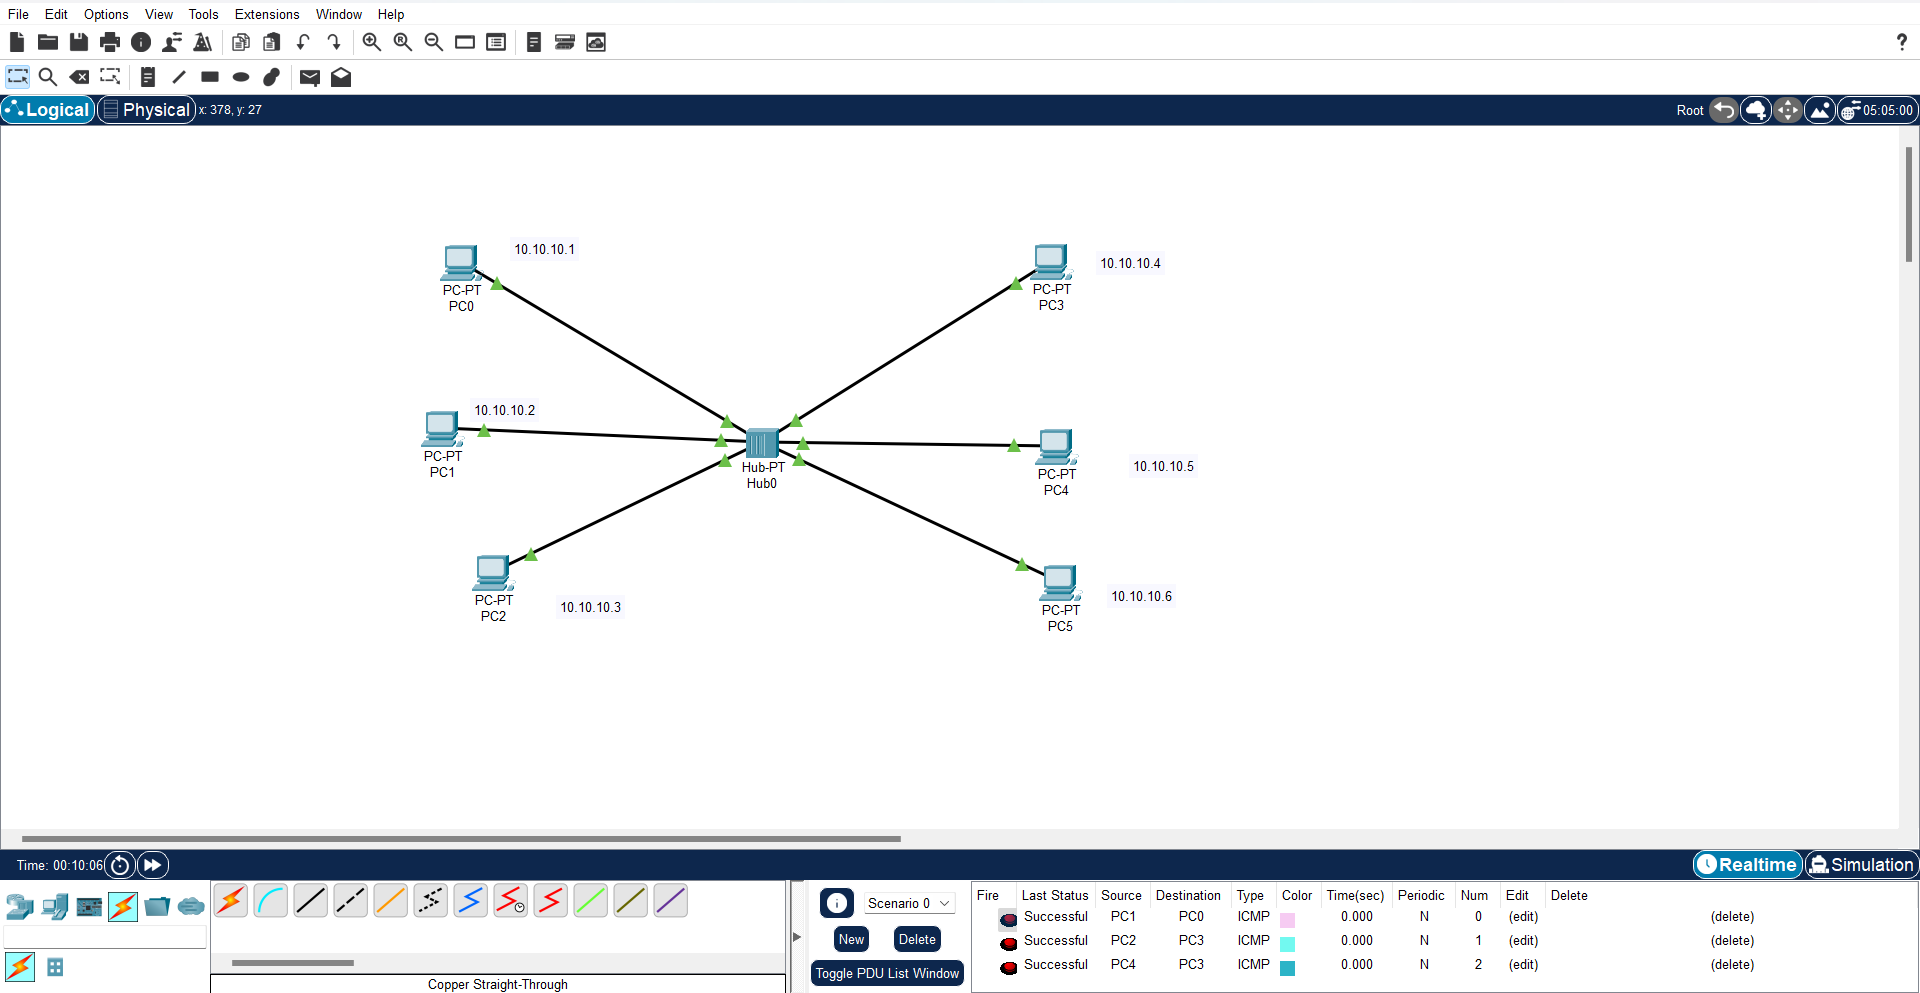 File Edit Options View Tools Extensions Window Help
?
Logical Physical x: 378, y: 27 Root 05:05:00
10.10.10.1
PC-PT
PC0
10.10.10.4
PC-PT
PC3
10.10.10.2
PC-PT
PC1
Hub-PT
Hub0
10.10.10.5
PC-PT
PC4
PC-PT
PC2
10.10.10.3
10.10.10.6
PC-PT
PC5
Time: 00:10:06 Realtime Simulation
Scenario 0
New Delete
Toggle PDU List Window
Copper Straight-Through
Fire Last Status Source Destination Type Color Time(sec) Periodic Num Edit Delete
Successful PC1 PC0 ICMP 0.000 N 0 (edit) (delete)
Successful PC2 PC3 ICMP 0.000 N 1 (edit) (delete)
Successful PC4 PC3 ICMP 0.000 N 2 (edit) (delete)